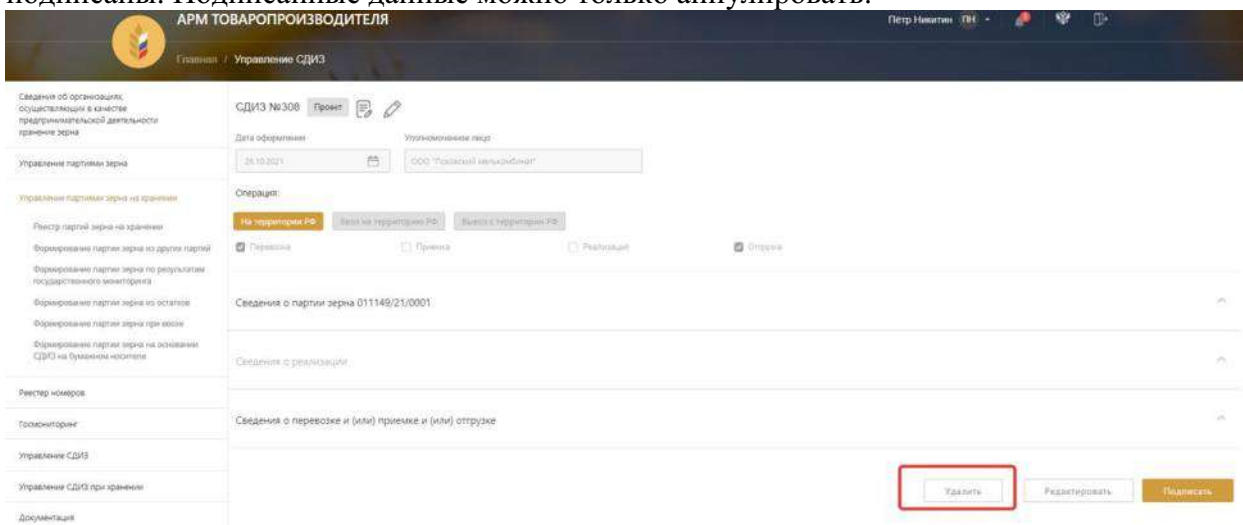 подписаны. Подписанные данные можно только аннулировать.
АРМ ТОВАРОПРОИЗВОДИТЕЛЯ
Петр Никитин ПН
Главная / Управление СДИЗ
Сведения об организациях,
осуществляющих в качестве
предпринимательской деятельности
хранение зерна
Управление партиями зерна
Управление партиями зерна на хранении
Реестр партий зерна на хранении
Формирование партии зерна из других партий
Формирование партии зерна по результатам
государственного мониторинга
Формирование партии зерна из остатков
Формирование партии зерна при ввозе
Формирование партии зерна на основании
СДИЗ на бумажном носителе
Реестр номеров
Госмониторинг
Управление СДИЗ
Управление СДИЗ при хранении
Документация
СДИЗ №308 Проект
Дата оформления Уполномоченное лицо
26.10.2021 ООО "Псковский мелькомбинат"
Операция:
На территории РФ Ввоз на территорию РФ Вывоз с территории РФ
Перевозка Приемка Реализация Отгрузка
Сведения о партии зерна 011149/21/0001
Сведения о реализации
Сведения о перевозке и (или) приемке и (или) отгрузке
Удалить Редактировать Подписать